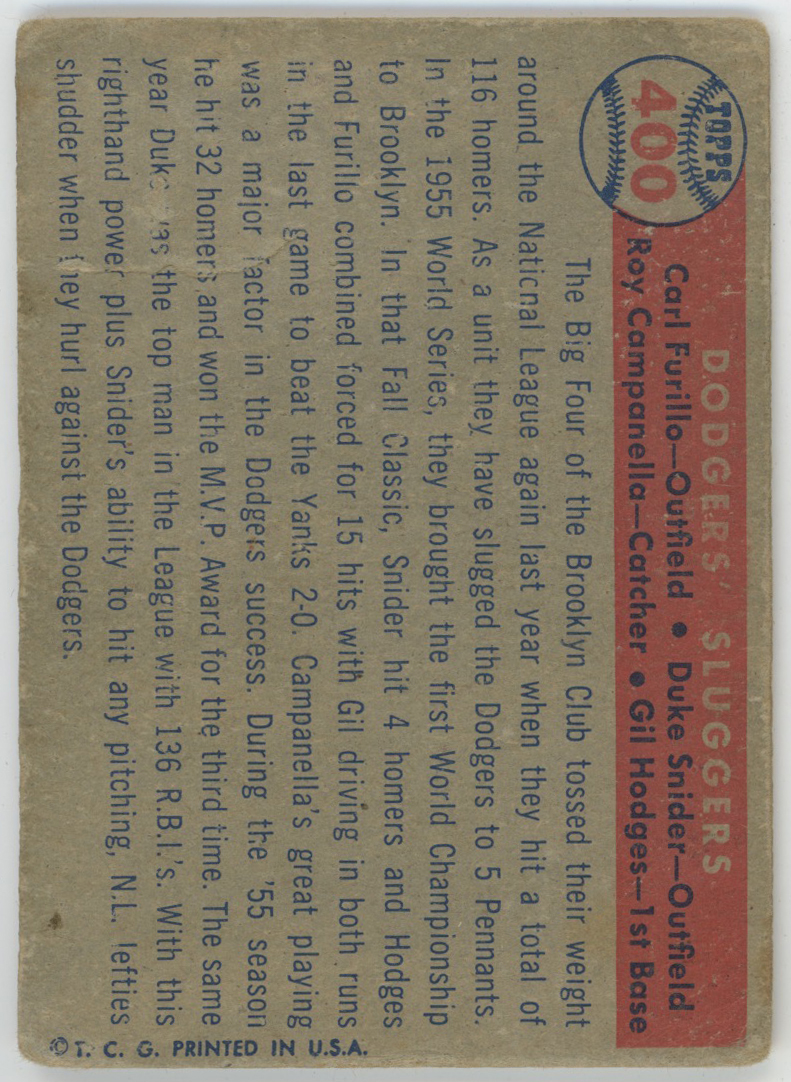 TOPPS
400
DODGERS' SLUGGERS
Carl Furillo—Outfield • Duke Snider—Outfield
Roy Campanella—Catcher • Gil Hodges—1st Base
The Big Four of the Brooklyn Club tossed their weight
around the National League again last year when they hit a total of
116 homers. As a unit they have slugged the Dodgers to 5 Pennants.
In the 1955 World Series, they brought the first World Championship
to Brooklyn. In that Fall Classic, Snider hit 4 homers and Hodges
and Furillo combined forced for 15 hits with Gil driving in both runs
in the last game to beat the Yanks 2-0. Campanella's great playing
was a major factor in the Dodgers success. During the '55 season
he hit 32 homers and won the M.V.P. Award for the third time. The same
year Duke was the top man in the League with 136 R.B.I.'s. With this
righthand power plus Snider's ability to hit any pitching, N.L. lefties
shudder when they hurl against the Dodgers.
© T. C. G. PRINTED IN U.S.A.